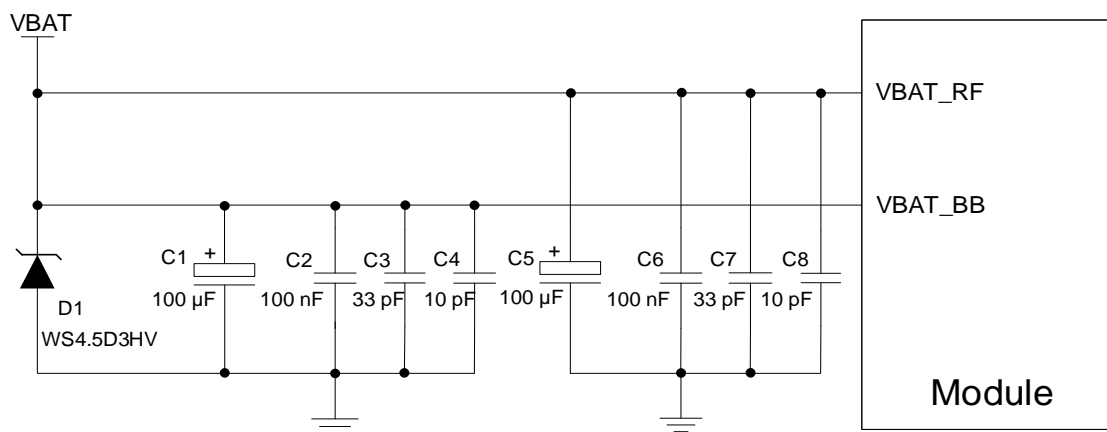 VBAT
VBAT_RF
VBAT_BB
C1 + C2 C3 C4 C5 + C6 C7 C8
100 µF 100 nF 33 pF 10 pF 100 µF 100 nF 33 pF 10 pF
D1
WS4.5D3HV
Module